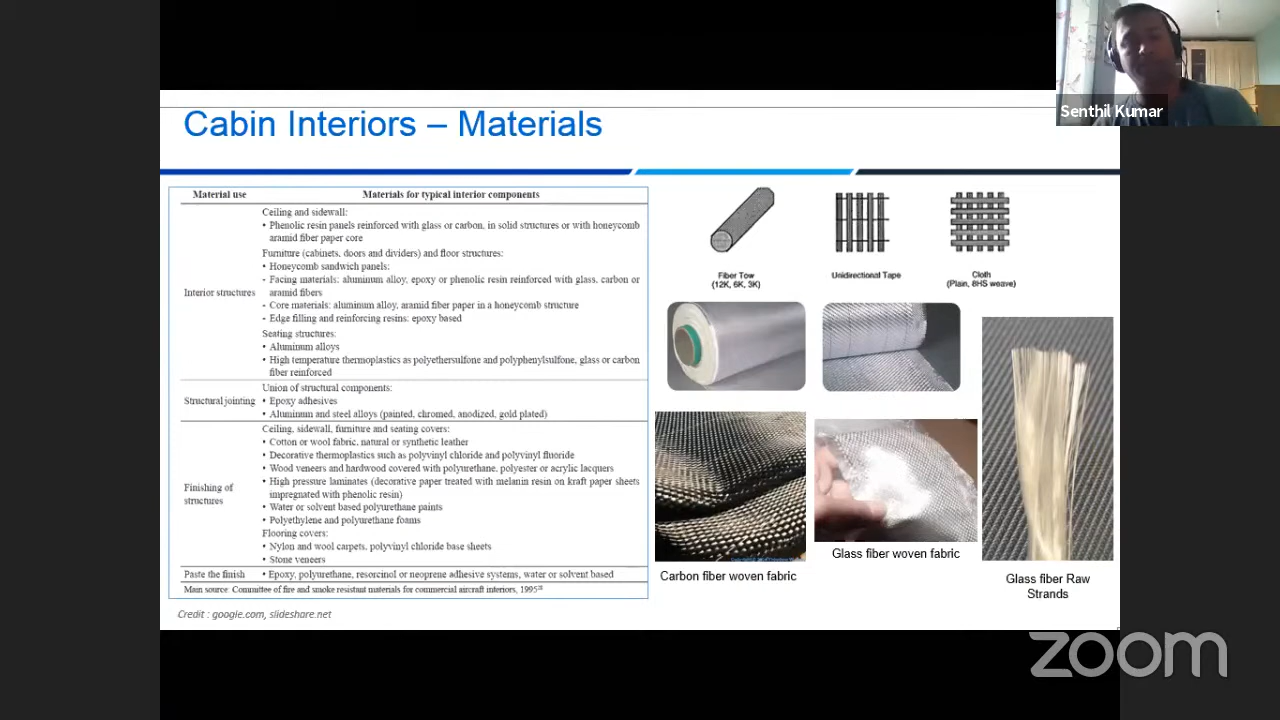 Senthil Kumar
Cabin Interiors – Materials
Material use
Materials for typical interior components
Interior structures
Ceiling and sidewall:
• Phenolic resin panels reinforced with glass or carbon, in solid structures or with honeycomb
aramid fiber paper core
Furniture (cabinets, doors and dividers) and floor structures:
• Honeycomb sandwich panels:
- Facing materials: aluminum alloy, epoxy or phenolic resin reinforced with glass, carbon or
aramid fibers
- Core materials: aluminum alloy, aramid fiber paper in a honeycomb structure
- Edge filling and reinforcing resins: epoxy based
Seating structures:
• Aluminum alloys
• High temperature thermoplastics as polyethersulfone and polyphenylsulfone, glass or carbon
fiber reinforced
Structural jointing
Union of structural components:
• Epoxy adhesives
• Aluminum and steel alloys (painted, chromed, anodized, gold plated)
Finishing of
structures
Ceiling, sidewall, furniture and seating covers:
• Cotton or wool fabric, natural or synthetic leather
• Decorative thermoplastics such as polyvinyl chloride and polyvinyl fluoride
• Wood veneers and hardwood covered with polyurethane, polyester or acrylic lacquers
• High pressure laminates (decorative paper treated with melanin resin on kraft paper sheets
impregnated with phenolic resin)
• Water or solvent based polyurethane paints
• Polyethylene and polyurethane foams
Flooring covers:
• Nylon and wool carpets, polyvinyl chloride base sheets
• Stone veneers
Paste the finish
• Epoxy, polyurethane, resorcinol or neoprene adhesive systems, water or solvent based
Main source Committee of fire and smoke resistant materials for commercial aircraft interiors, 1995
Credit : google.com, slideshare.net
Fiber Tow
(12K, 6K, 3K)
Unidirectional Tape
Cloth
(Plain, 8HS weave)
Carbon fiber woven fabric
Glass fiber woven fabric
Glass fiber Raw
Strands
zoom